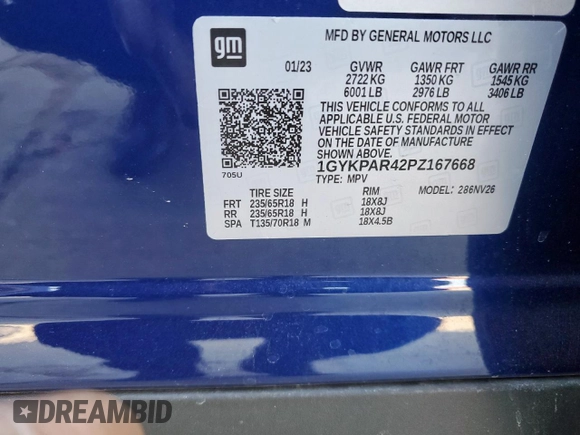 gm
MFD BY GENERAL MOTORS LLC
01/23 GVWR GAWR FRT GAWR RR
2722 KG 1350 KG 1545 KG
6001 LB 2976 LB 3406 LB
THIS VEHICLE CONFORMS TO ALL
APPLICABLE U.S. FEDERAL MOTOR
VEHICLE SAFETY STANDARDS IN EFFECT
ON THE DATE OF MANUFACTURE
SHOWN ABOVE.
1GYKPAR42PZ167668
705U
TYPE: MPV
TIRE SIZE RIM MODEL: 286NV26
FRT 235/65R18 H 18X8J
RR 235/65R18 H 18X8J
SPA T135/70R18 M 18X4.5B
DREAMBID